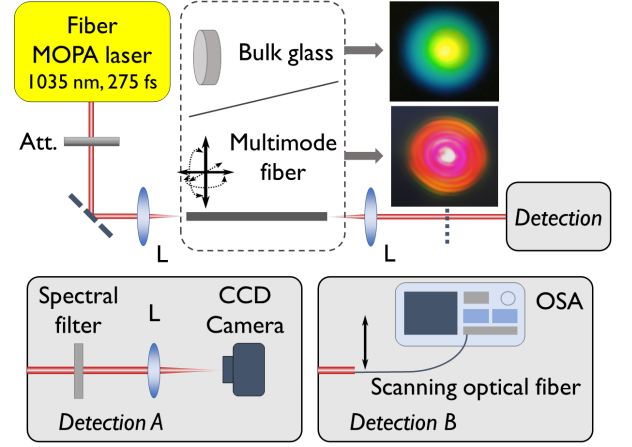 Fiber
MOPA laser
1035 nm, 275 fs
Bulk glass
Att.
Multimode
fiber
L
L
Detection
Spectral
filter
L
CCD
Camera
Detection A
OSA
Scanning optical fiber
Detection B